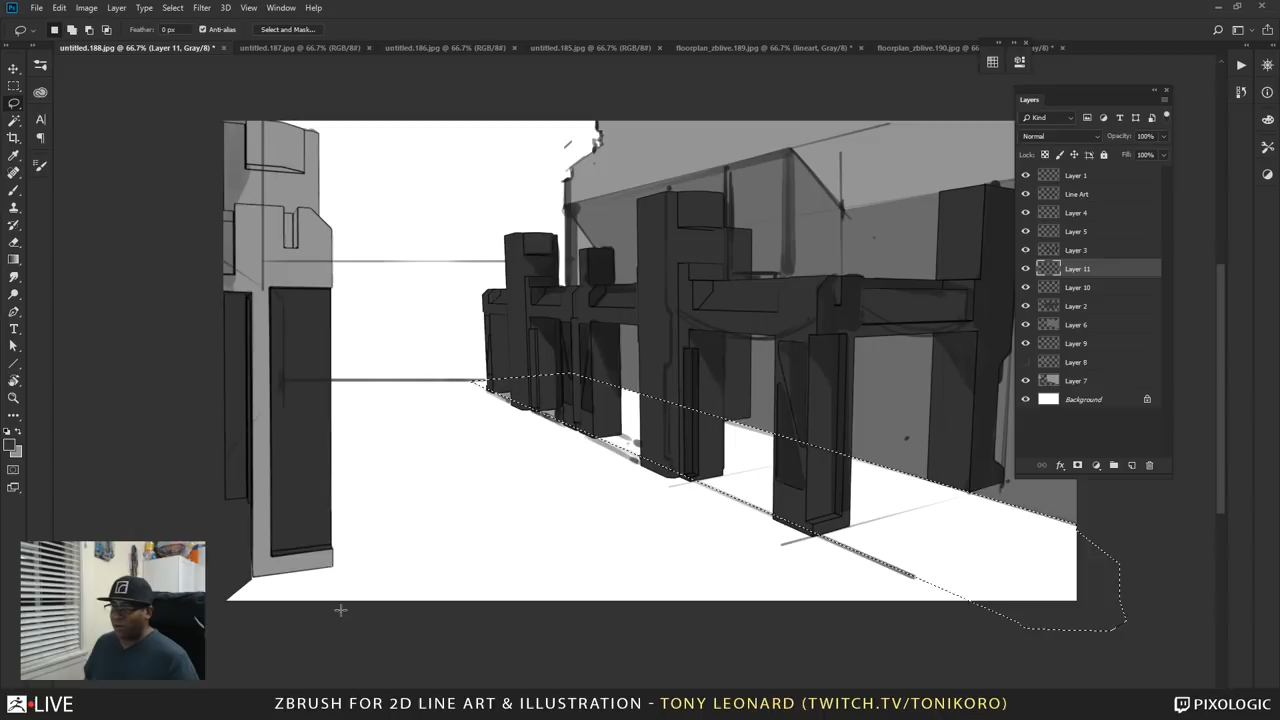 File Edit Image Layer Type Select Filter 3D View Window Help
Feather: 0 px Anti-alias Select and Mask...
untitled.188.jpg @ 66.7% (Layer 11, Gray/8) * untitled.187.jpg @ 66.7% (RGB/8#) untitled.186.jpg @ 66.7% (RGB/8#) untitled.185.jpg @ 66.7% (RGB/8#) floorplan_zblive.189.jpg @ 66.7% (lineart, Gray/8) * floorplan_zblive.190.jpg @ 66
Layers
Kind
Normal Opacity: 100%
Lock: Fill: 100%
Layer 1
Line Art
Layer 4
Layer 5
Layer 3
Layer 11
Layer 10
Layer 2
Layer 6
Layer 9
Layer 8
Layer 7
Background
LIVE ZBRUSH FOR 2D LINE ART & ILLUSTRATION - TONY LEONARD (TWITCH.TV/TONIKORO) PIXOLOGIC